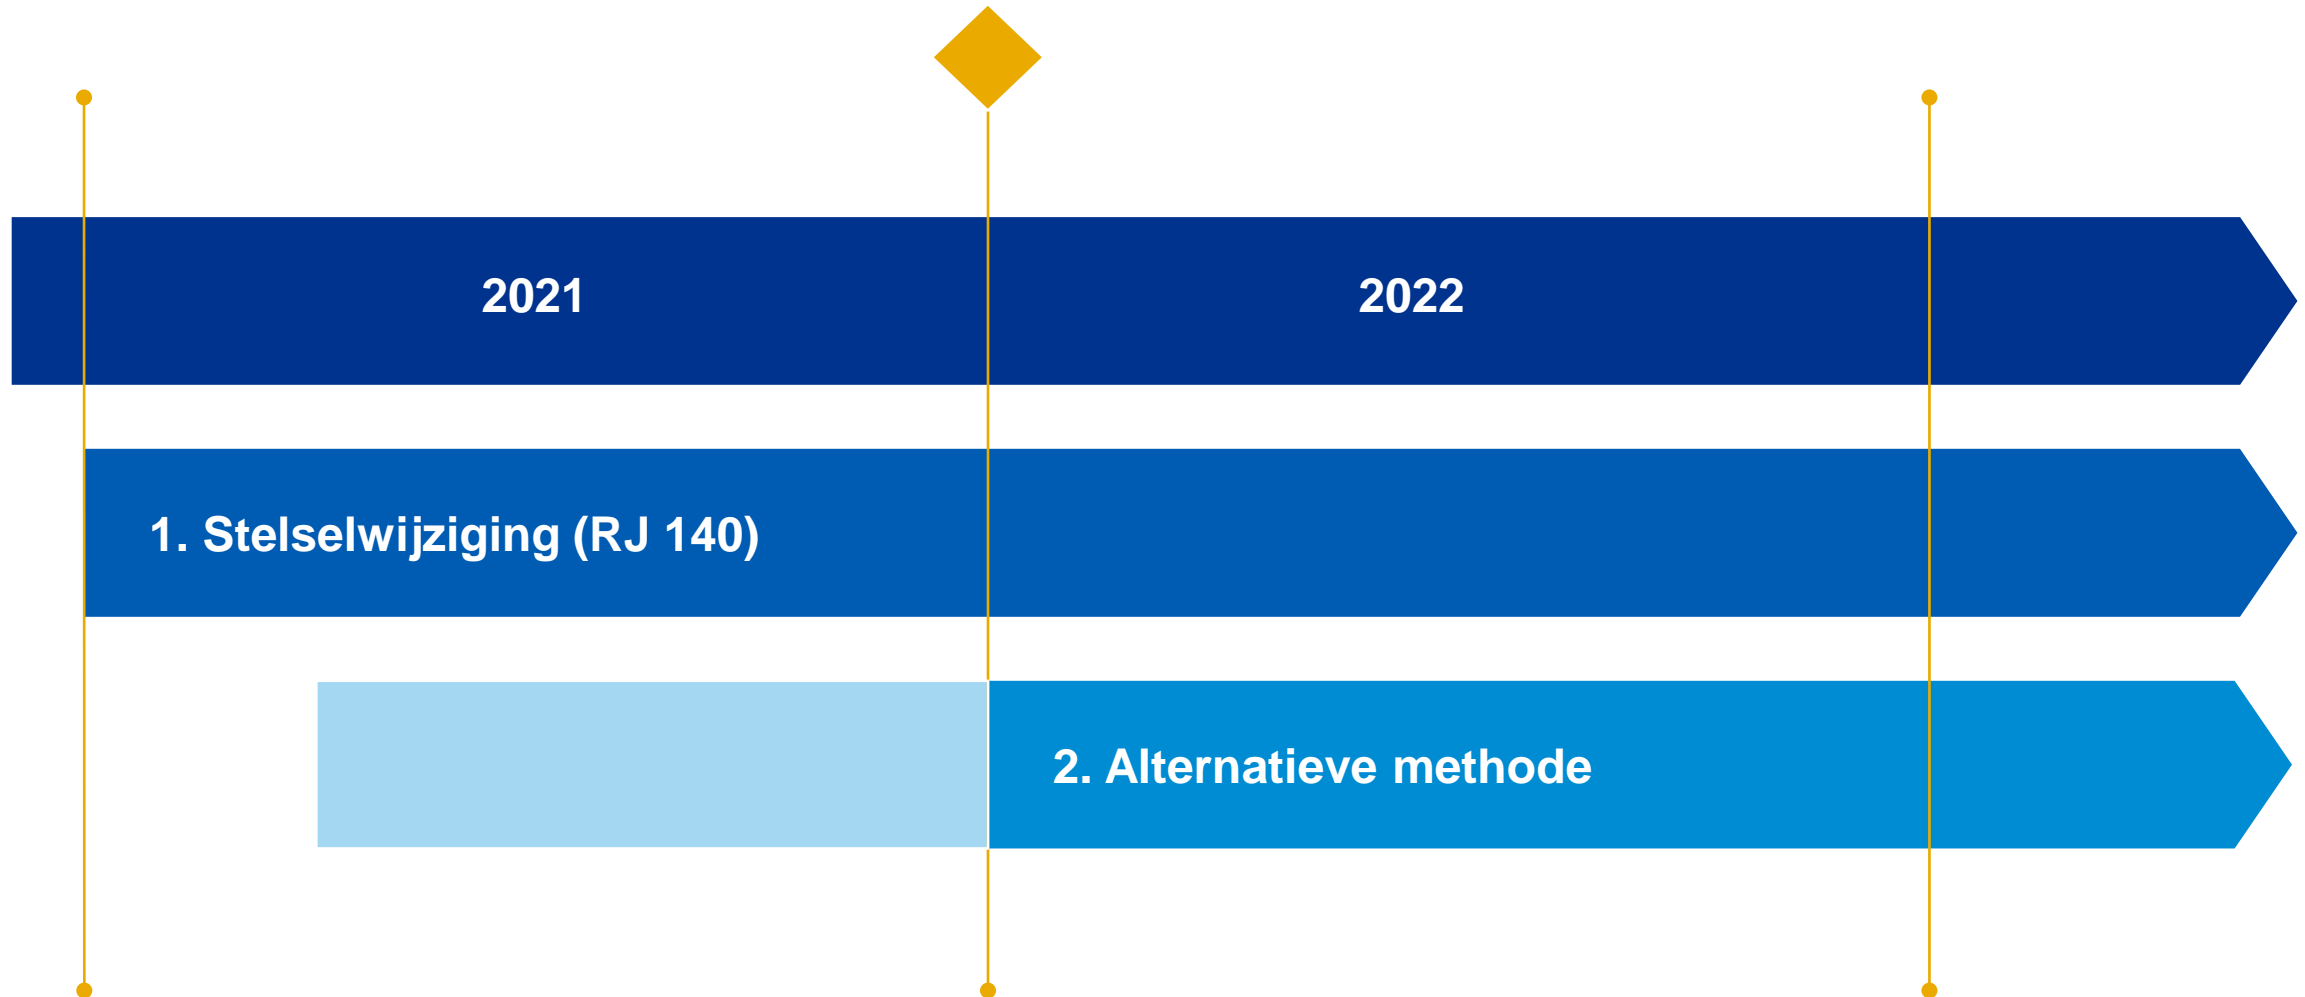 2021
2022
1. Stelselwijziging (RJ 140)
2. Alternatieve methode